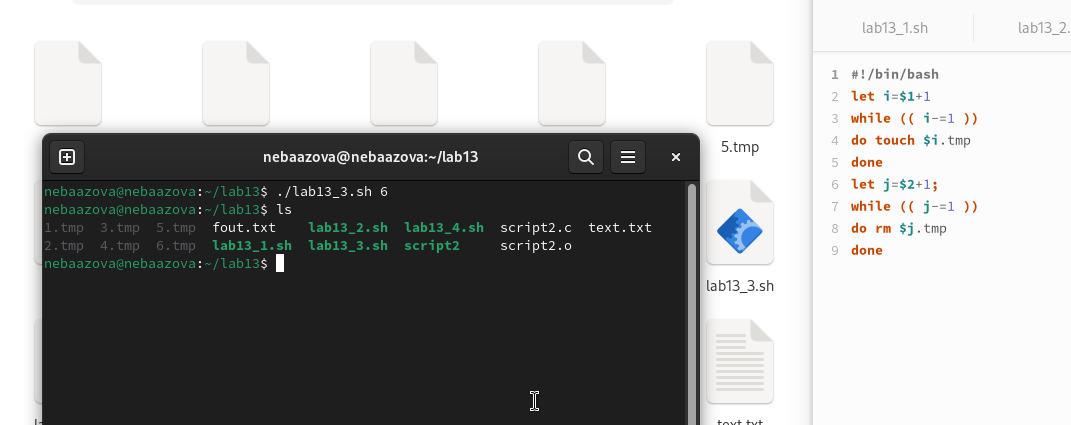 5.tmp
lab13_3.sh
text.txt
nebaazova@nebaazova:~/lab13
nebaazova@nebaazova:~/lab13$ ./lab13_3.sh 6
nebaazova@nebaazova:~/lab13$ ls
1.tmp  3.tmp  5.tmp  fout.txt    lab13_2.sh  lab13_4.sh  script2.c  text.txt
2.tmp  4.tmp  6.tmp  lab13_1.sh  lab13_3.sh  script2     script2.o
nebaazova@nebaazova:~/lab13$
lab13_1.sh
lab13_2.
1 #!/bin/bash
2 let i=$1+1
3 while (( i-=1 ))
4 do touch $i.tmp
5 done
6 let j=$2+1;
7 while (( j-=1 ))
8 do rm $j.tmp
9 done